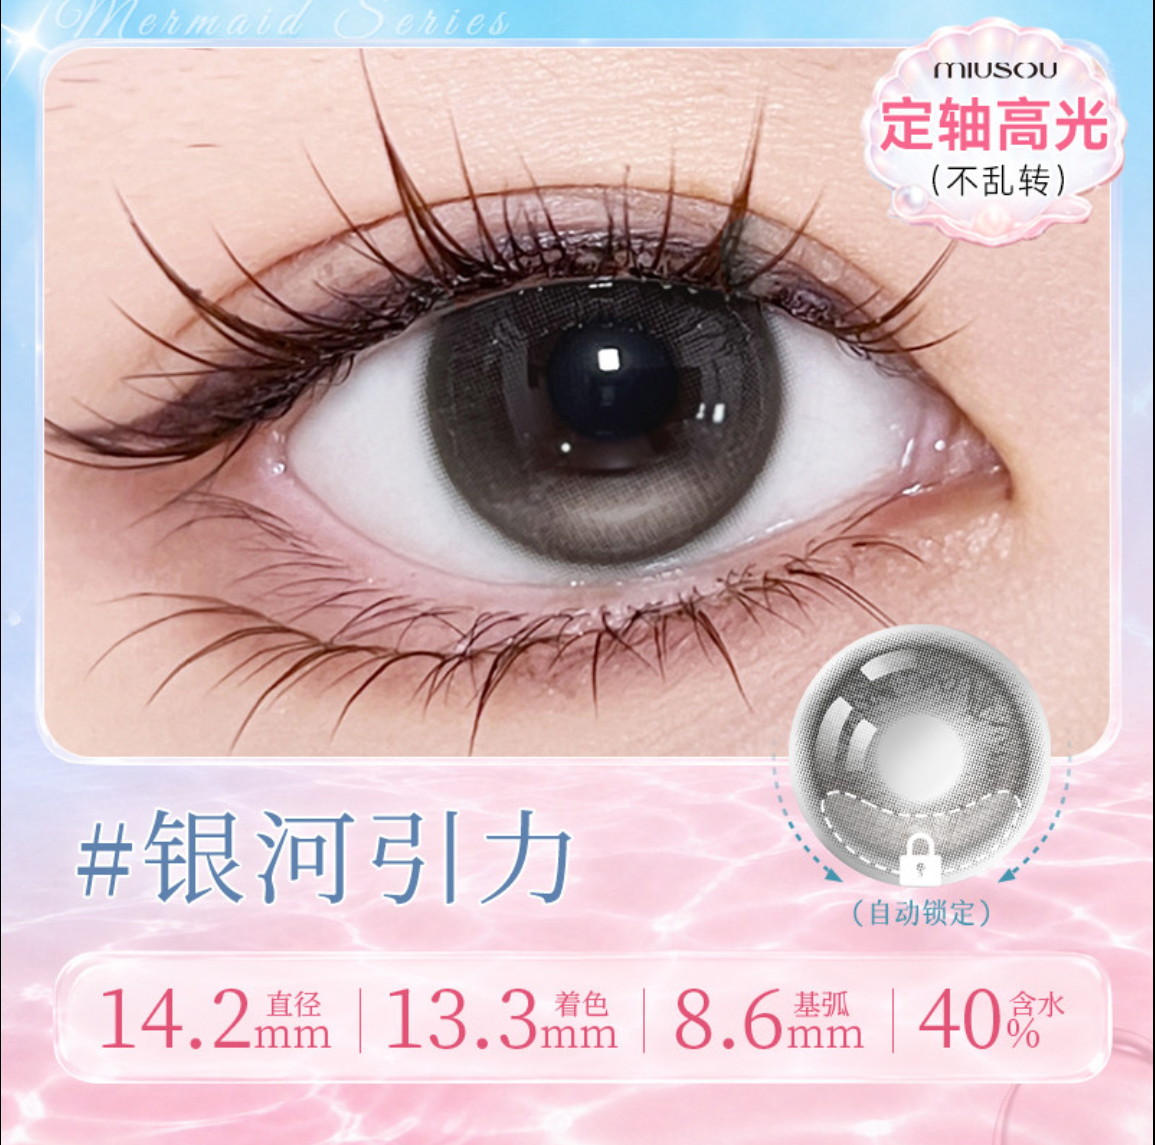 Mermaid Series
MIUSOU
定轴高光
(不乱转)
#银河引力
(自动锁定)
14.2mm 直径
13.3mm 着色
8.6mm 基弧
40% 含水